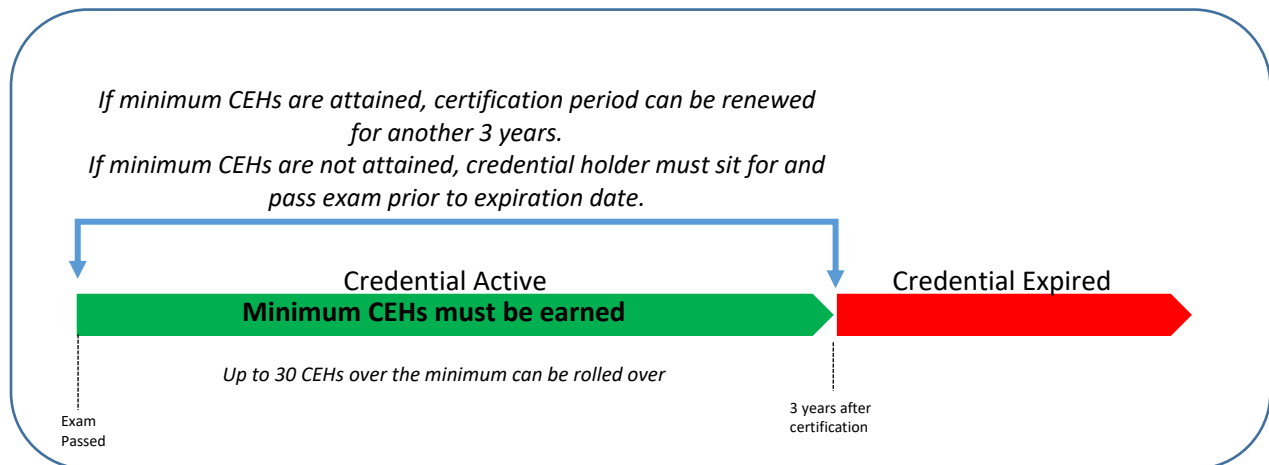 If minimum CEHs are attained, certification period can be renewed
for another 3 years.
If minimum CEHs are not attained, credential holder must sit for and
pass exam prior to expiration date.
Credential Active
Credential Expired
Minimum CEHs must be earned
Up to 30 CEHs over the minimum can be rolled over
Exam
Passed
3 years after
certification